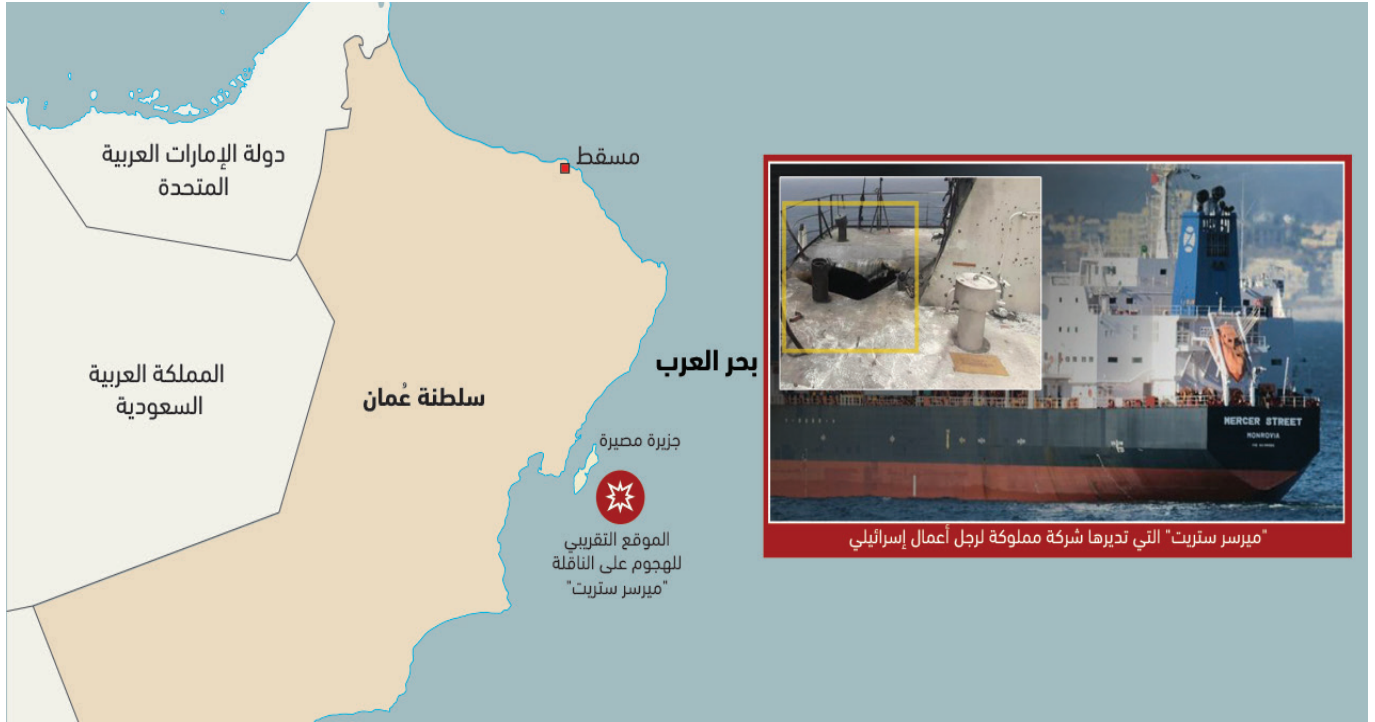 دولة الإمارات العربية
المتحدة
مسقط
المملكة العربية
السعودية
سلطنة عُمان
بحر العرب
جزيرة مصيرة
الموقع التقريبي
للهجوم على الناقلة
"ميرسر ستريت"
MERCER STREET
MONROVIA
"ميرسر ستريت" التي تديرها شركة مملوكة لرجل أعمال إسرائيلي